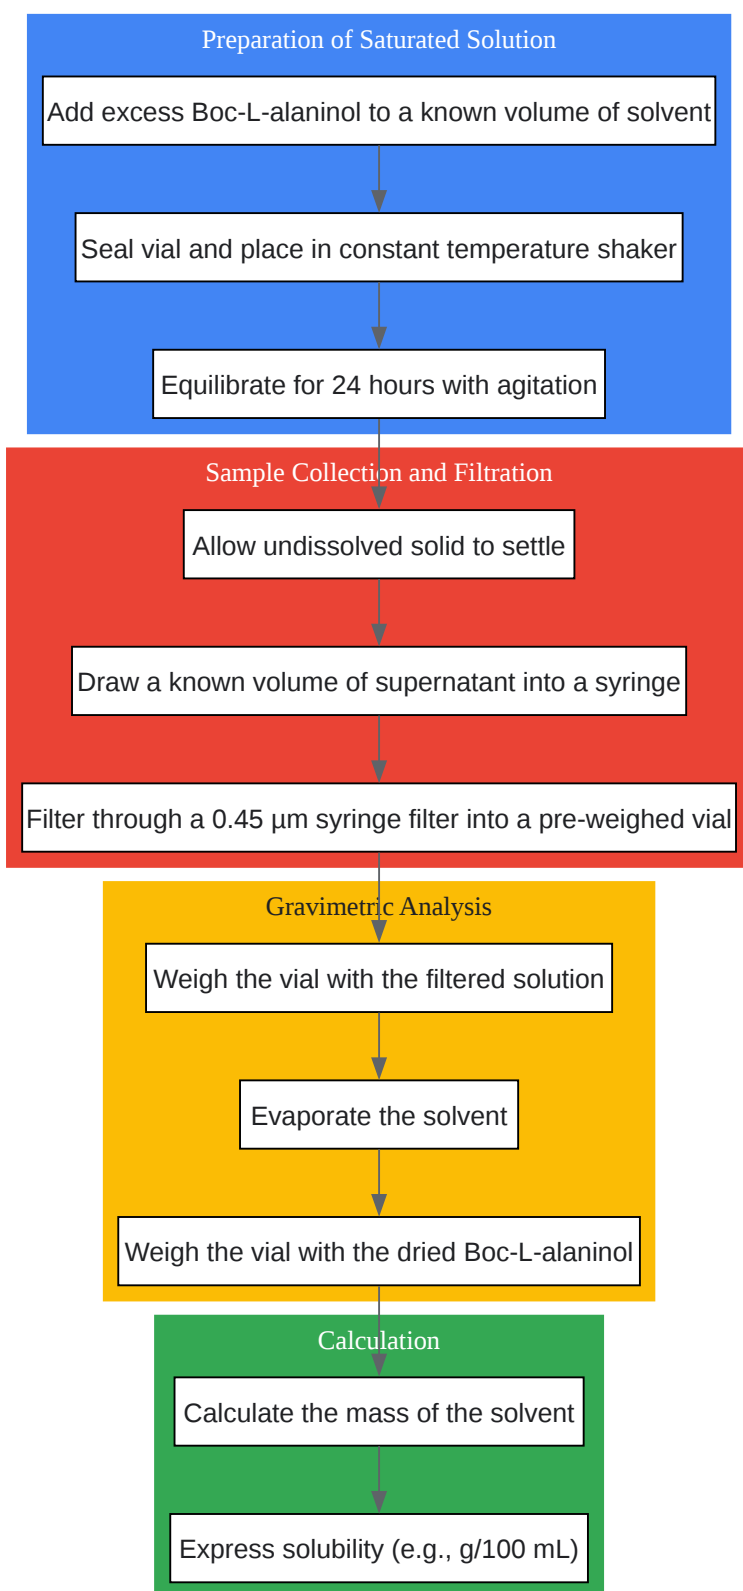 Preparation of Saturated Solution
Add excess Boc-L-alaninol to a known volume of solvent
Seal vial and place in constant temperature shaker
Equilibrate for 24 hours with agitation
Sample Collection and Filtration
Allow undissolved solid to settle
Draw a known volume of supernatant into a syringe
Filter through a 0.45 µm syringe filter into a pre-weighed vial
Gravimetric Analysis
Weigh the vial with the filtered solution
Evaporate the solvent
Weigh the vial with the dried Boc-L-alaninol
Calculation
Calculate the mass of the solvent
Express solubility (e.g., g/100 mL)